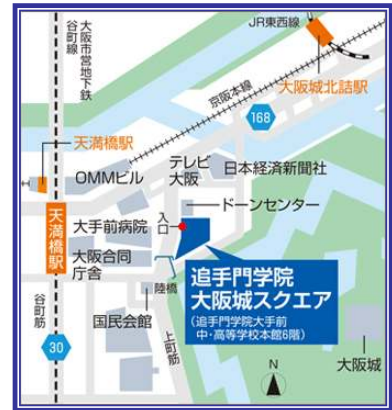 JR東西線
大阪市営地下鉄
谷町線
大阪城北詰駅
京阪本線
168
天満橋駅
テレビ
大阪
日本経済新聞社
OMMビル
ドーンセンター
入口
大手前病院
天満橋駅
大阪合同
庁舎
追手門学院
大阪城スクエア
(追手門学院大手前
中・高等学校本館6階)
陸橋
谷町筋
国民会館
上町筋
30
大阪城
N